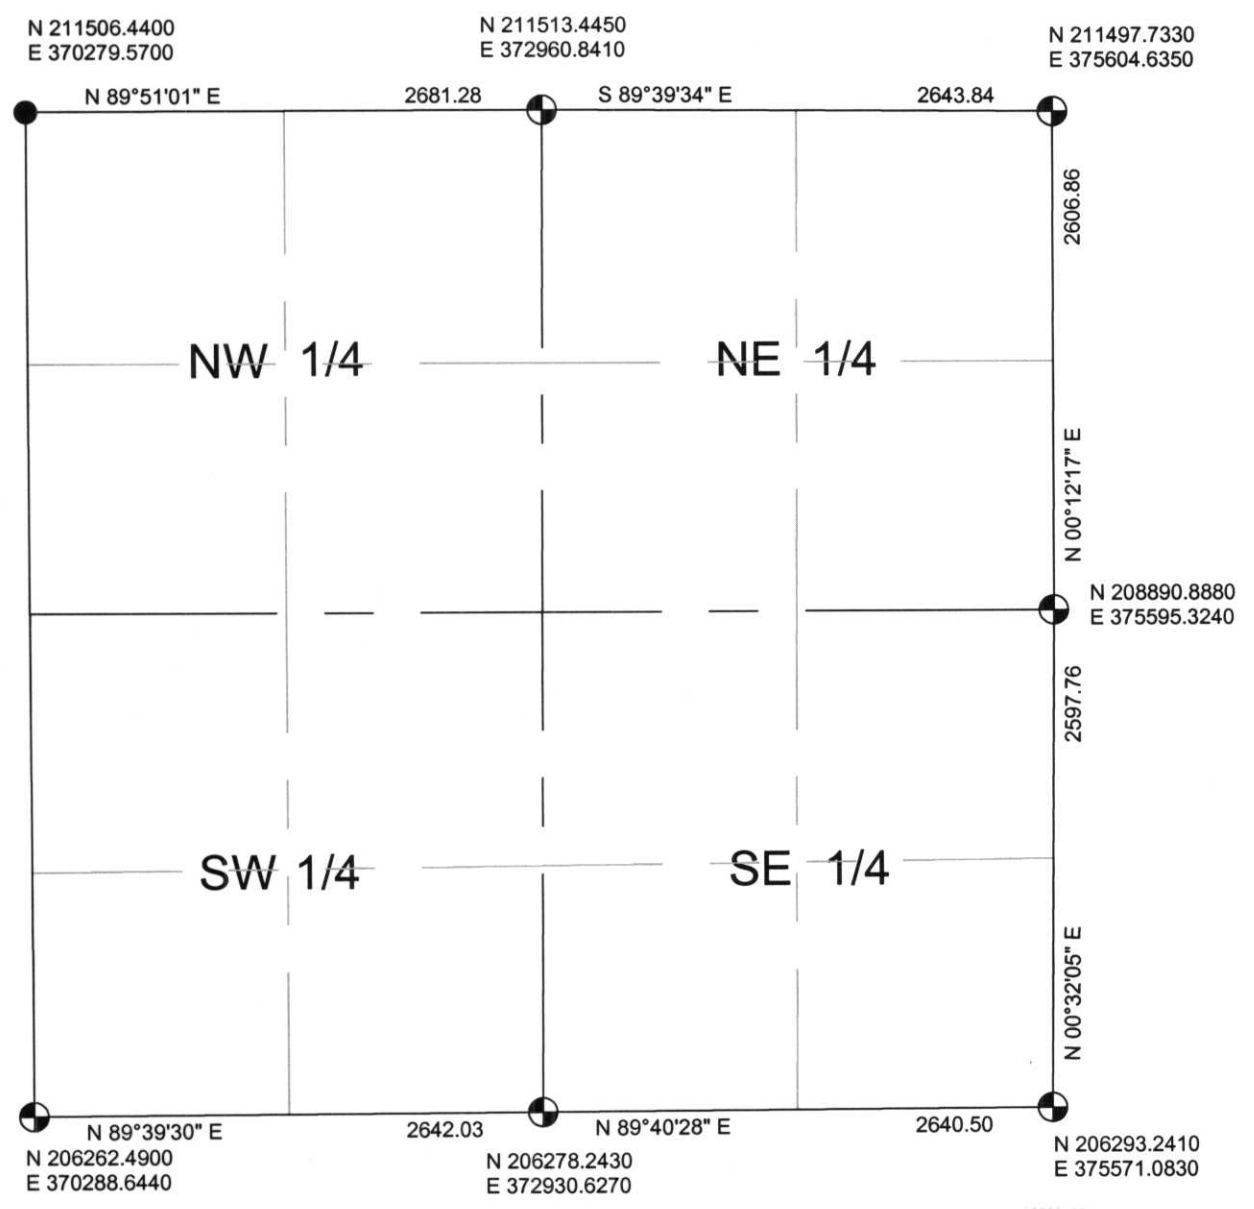 N 211506.4400
E 370279.5700
N 211513.4450
E 372960.8410
N 211497.7330
E 375604.6350
N 89°51'01" E
2681.28
S 89°39'34" E
2643.84
2606.86
NW 1/4
NE 1/4
N 00°12'17" E
N 208890.8880
E 375595.3240
2597.76
SW 1/4
SE 1/4
N 00°32'05" E
N 89°39'30" E
2642.03
N 89°40'28" E
2640.50
N 206262.4900
E 370288.6440
N 206278.2430
E 372930.6270
N 206293.2410
E 375571.0830